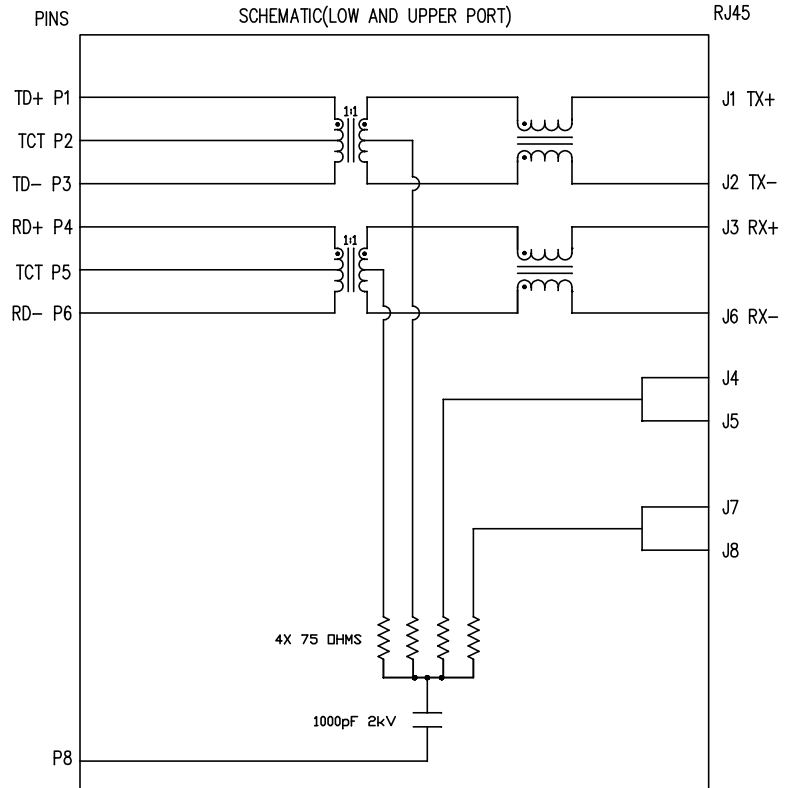 PINS
SCHEMATIC(LOW AND UPPER PORT)
RJ45
TD+ P1
1:1
J1 TX+
TCT P2
TD- P3
J2 TX-
RD+ P4
1:1
J3 RX+
TCT P5
RD- P6
J6 RX-
J4
J5
J7
J8
4X 75 OHMS
1000pF 2kV
P8